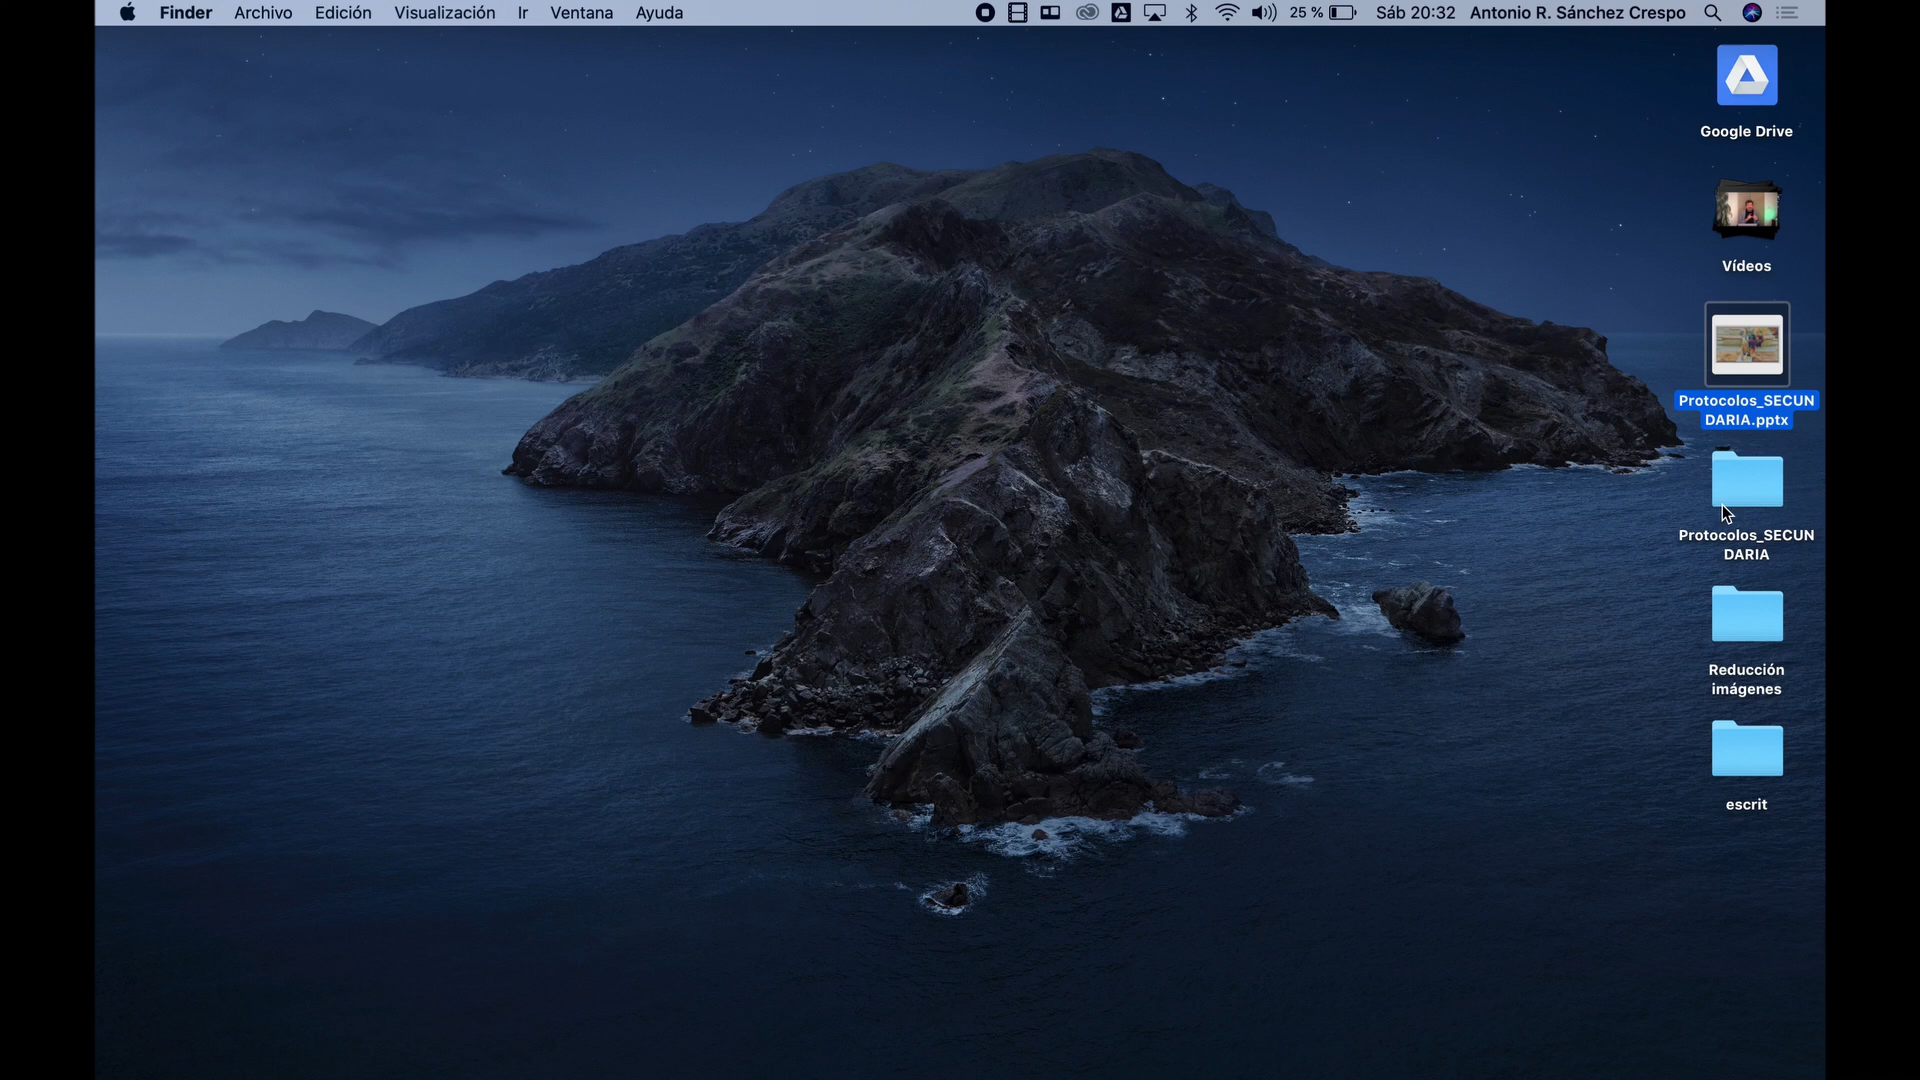 Finder Archivo Edición Visualización Ir Ventana Ayuda 25 % Sáb 20:32 Antonio R. Sánchez Crespo
Google Drive
Vídeos
Protocolos_SECUN
DARIA.pptx
Protocolos_SECUN
DARIA
Reducción
imágenes
escrit